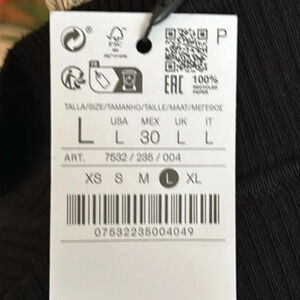 FSC
P
EAC
100%
RECYCLED
PAPER
TALLA/SIZE/TAMANHO/TAILLE/MAAT/ΜΕΓΕΘΟΣ
L
USA MEX UK IT
L 30 L L
ART. 7532 / 235 / 004
XS S M L XL
07532235004049